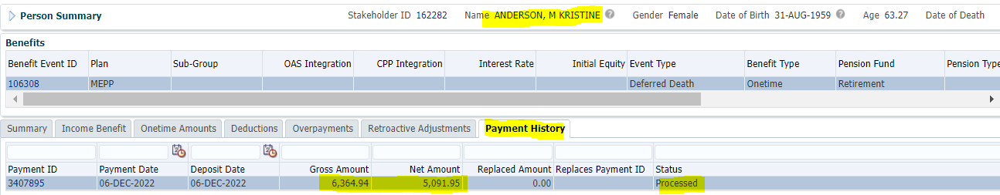 Person Summary Stakeholder ID 162282 Name ANDERSON, M KRISTINE Gender Female Date of Birth 31-AUG-1959 Age 63.27 Date of Death
Benefits
Benefit Event ID Plan Sub-Group OAS Integration CPP Integration Interest Rate Initial Equity Event Type Benefit Type Pension Fund Pension Type
106308 MEPP Deferred Death Onetime Retirement
Summary Income Benefit Onetime Amounts Deductions Overpayments Retroactive Adjustments Payment History
Payment ID Payment Date Deposit Date Gross Amount Net Amount Replaced Amount Replaces Payment ID Status
3407895 06-DEC-2022 06-DEC-2022 6,364.94 5,091.95 0.00 Processed